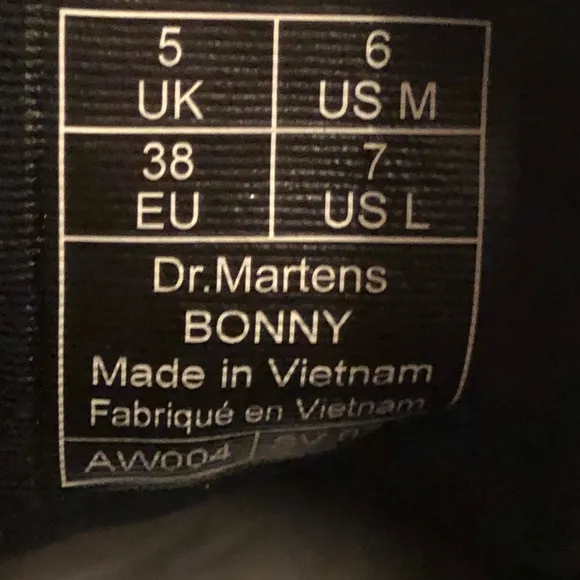 5 6
UK US M
38 7
EU US L
Dr.Martens
BONNY
Made in Vietnam
Fabriqué en Vietnam
AW004